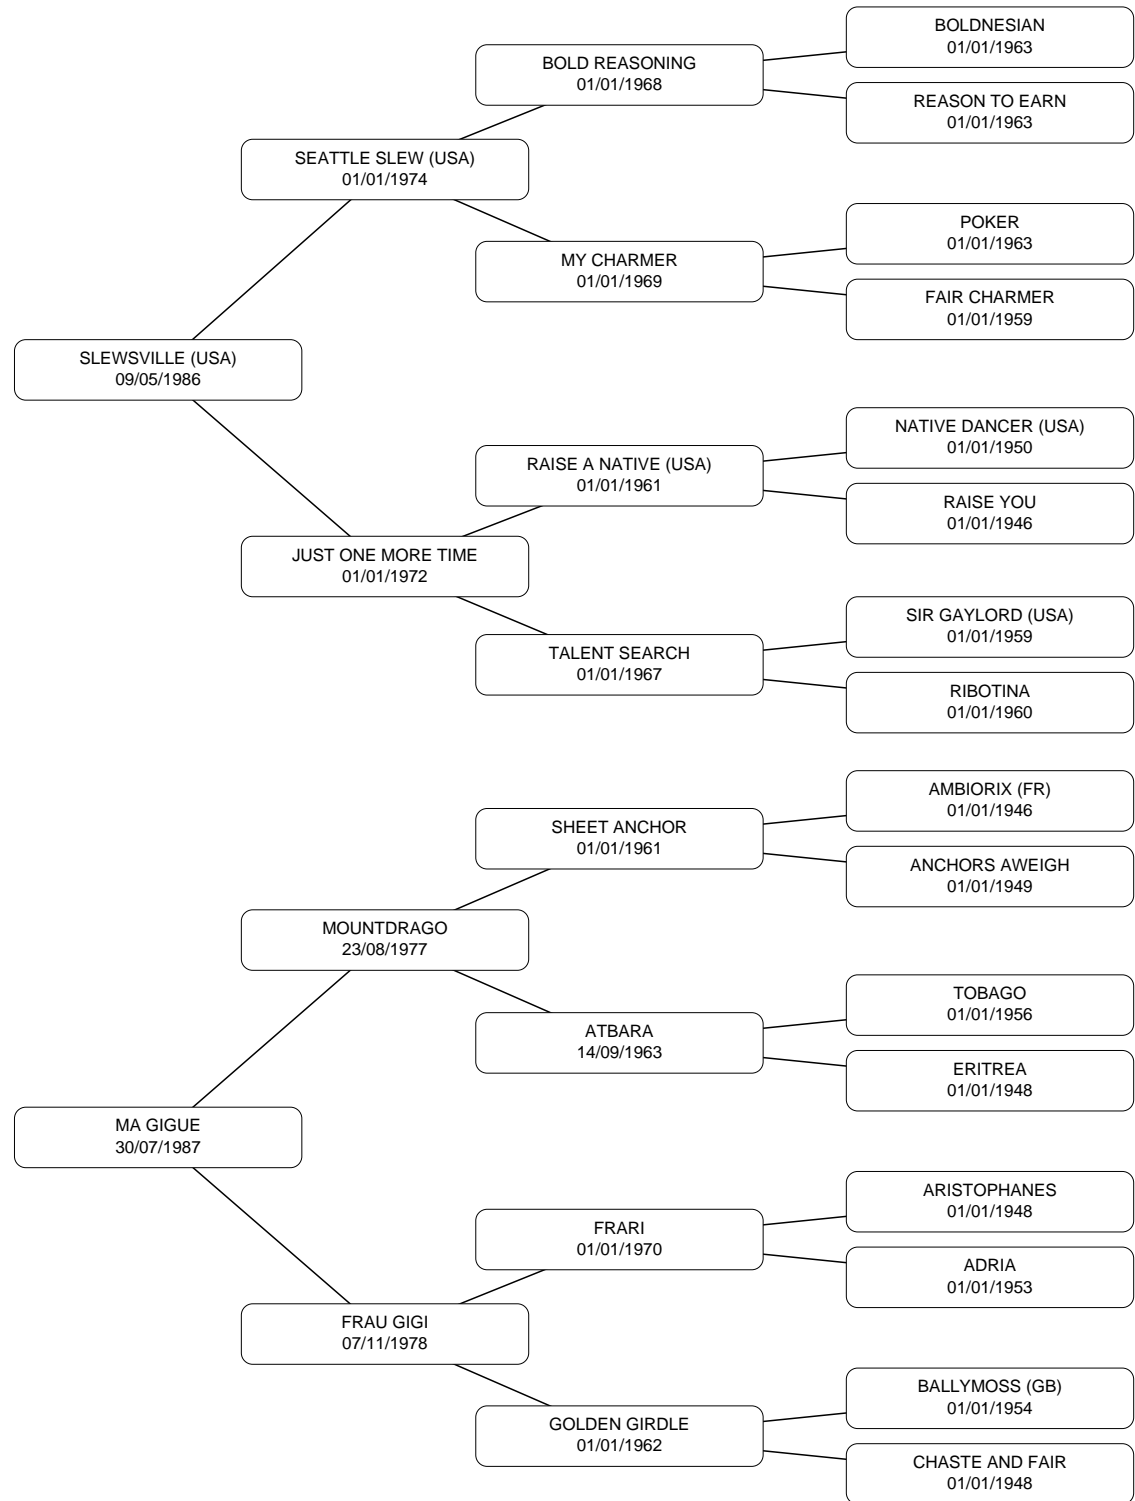 BOLDNESIAN
01/01/1963
BOLD REASONING
01/01/1968
REASON TO EARN
01/01/1963
SEATTLE SLEW (USA)
01/01/1974
POKER
01/01/1963
MY CHARMER
01/01/1969
FAIR CHARMER
01/01/1959
SLEWSVILLE (USA)
09/05/1986
NATIVE DANCER (USA)
01/01/1950
RAISE A NATIVE (USA)
01/01/1961
RAISE YOU
01/01/1946
JUST ONE MORE TIME
01/01/1972
SIR GAYLORD (USA)
01/01/1959
TALENT SEARCH
01/01/1967
RIBOTINA
01/01/1960
AMBIORIX (FR)
01/01/1946
SHEET ANCHOR
01/01/1961
ANCHORS AWEIGH
01/01/1949
MOUNTDRAGO
23/08/1977
TOBAGO
01/01/1956
ATBARA
14/09/1963
ERITREA
01/01/1948
MA GIGUE
30/07/1987
ARISTOPHANES
01/01/1948
FRARI
01/01/1970
ADRIA
01/01/1953
FRAU GIGI
07/11/1978
BALLYMOSS (GB)
01/01/1954
GOLDEN GIRDLE
01/01/1962
CHASTE AND FAIR
01/01/1948